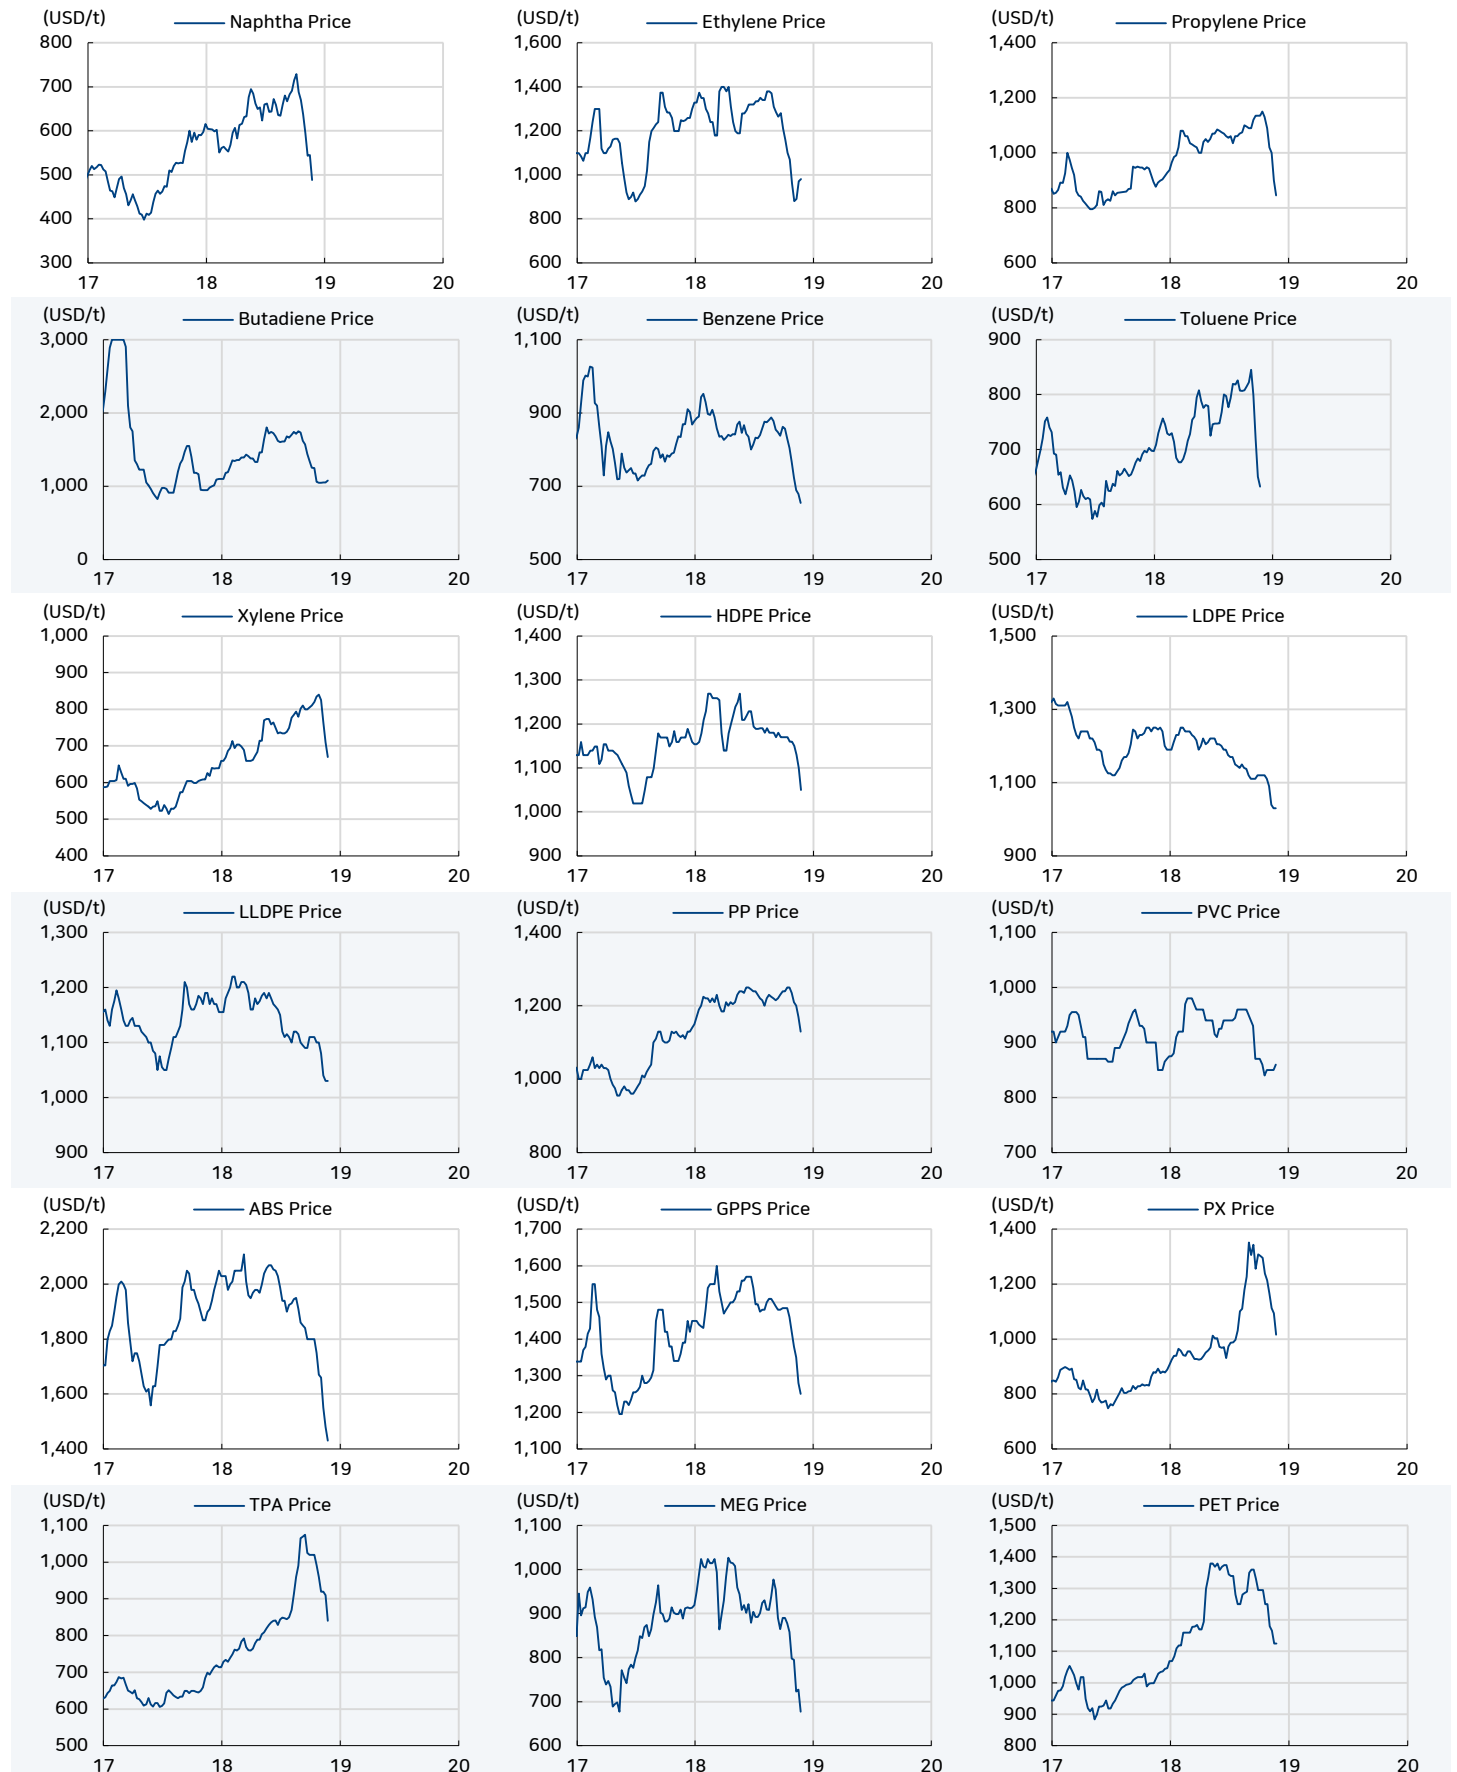 (USD/t) Naphtha Price
800
700
600
500
400
300
17 18 19 20
(USD/t) Ethylene Price
1,600
1,400
1,200
1,000
800
600
17 18 19 20
(USD/t) Propylene Price
1,400
1,200
1,000
800
600
17 18 19 20
(USD/t) Butadiene Price
3,000
2,000
1,000
0
17 18 19 20
(USD/t) Benzene Price
1,100
900
700
500
17 18 19 20
(USD/t) Toluene Price
900
800
700
600
500
17 18 19 20
(USD/t) Xylene Price
1,000
900
800
700
600
500
400
17 18 19 20
(USD/t) HDPE Price
1,400
1,300
1,200
1,100
1,000
900
17 18 19 20
(USD/t) LDPE Price
1,500
1,300
1,100
900
17 18 19 20
(USD/t) LLDPE Price
1,300
1,200
1,100
1,000
900
17 18 19 20
(USD/t) PP Price
1,400
1,200
1,000
800
17 18 19 20
(USD/t) PVC Price
1,100
1,000
900
800
700
17 18 19 20
(USD/t) ABS Price
2,200
2,000
1,800
1,600
1,400
17 18 19 20
(USD/t) GPPS Price
1,700
1,600
1,500
1,400
1,300
1,200
1,100
17 18 19 20
(USD/t) PX Price
1,400
1,200
1,000
800
600
17 18 19 20
(USD/t) TPA Price
1,100
1,000
900
800
700
600
500
17 18 19 20
(USD/t) MEG Price
1,100
1,000
900
800
700
600
17 18 19 20
(USD/t) PET Price
1,500
1,400
1,300
1,200
1,100
1,000
900
800
17 18 19 20